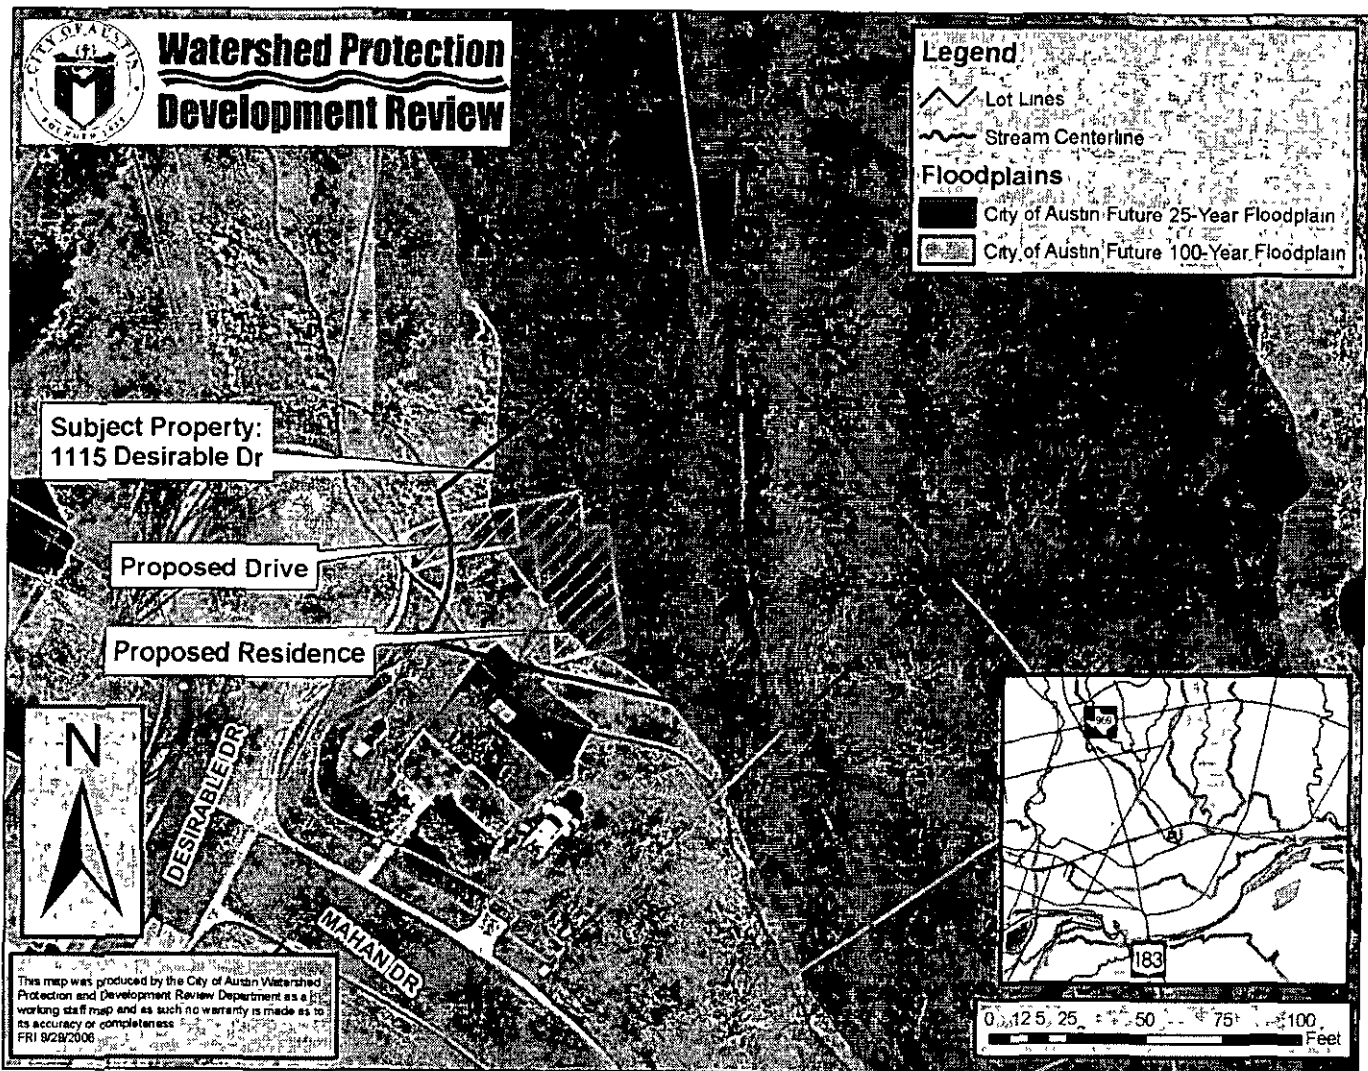 CITY OF AUSTIN
Watershed Protection
Development Review
Legend
Lot Lines
Stream Centerline
Floodplains
City of Austin Future 25-Year Floodplain
City of Austin Future 100-Year Floodplain
Subject Property:
1115 Desirable Dr
Proposed Drive
Proposed Residence
N
DESIRABLE DR
MAHAN DR
969
183
This map was produced by the City of Austin Watershed
Protection and Development Review Department as a
working staff map and as such no warranty is made as to
its accuracy or completeness
FRI 9/29/2006
0 12.5 25 50 75 100
Feet